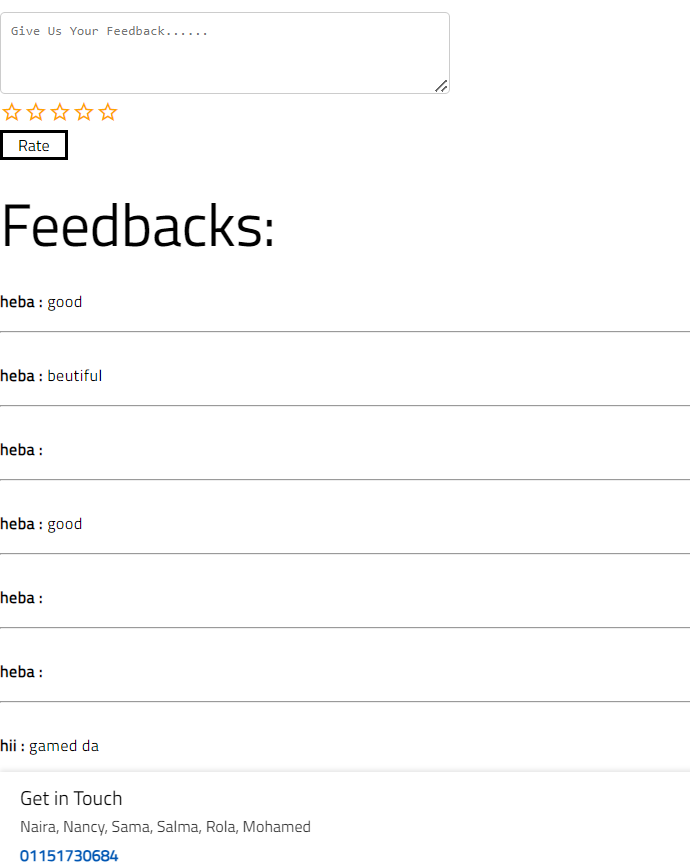 Give Us Your Feedback......
Rate
Feedbacks:
heba : good
heba : beutiful
heba :
heba : good
heba :
heba :
hii : gamed da
Get in Touch
Naira, Nancy, Sama, Salma, Rola, Mohamed
01151730684